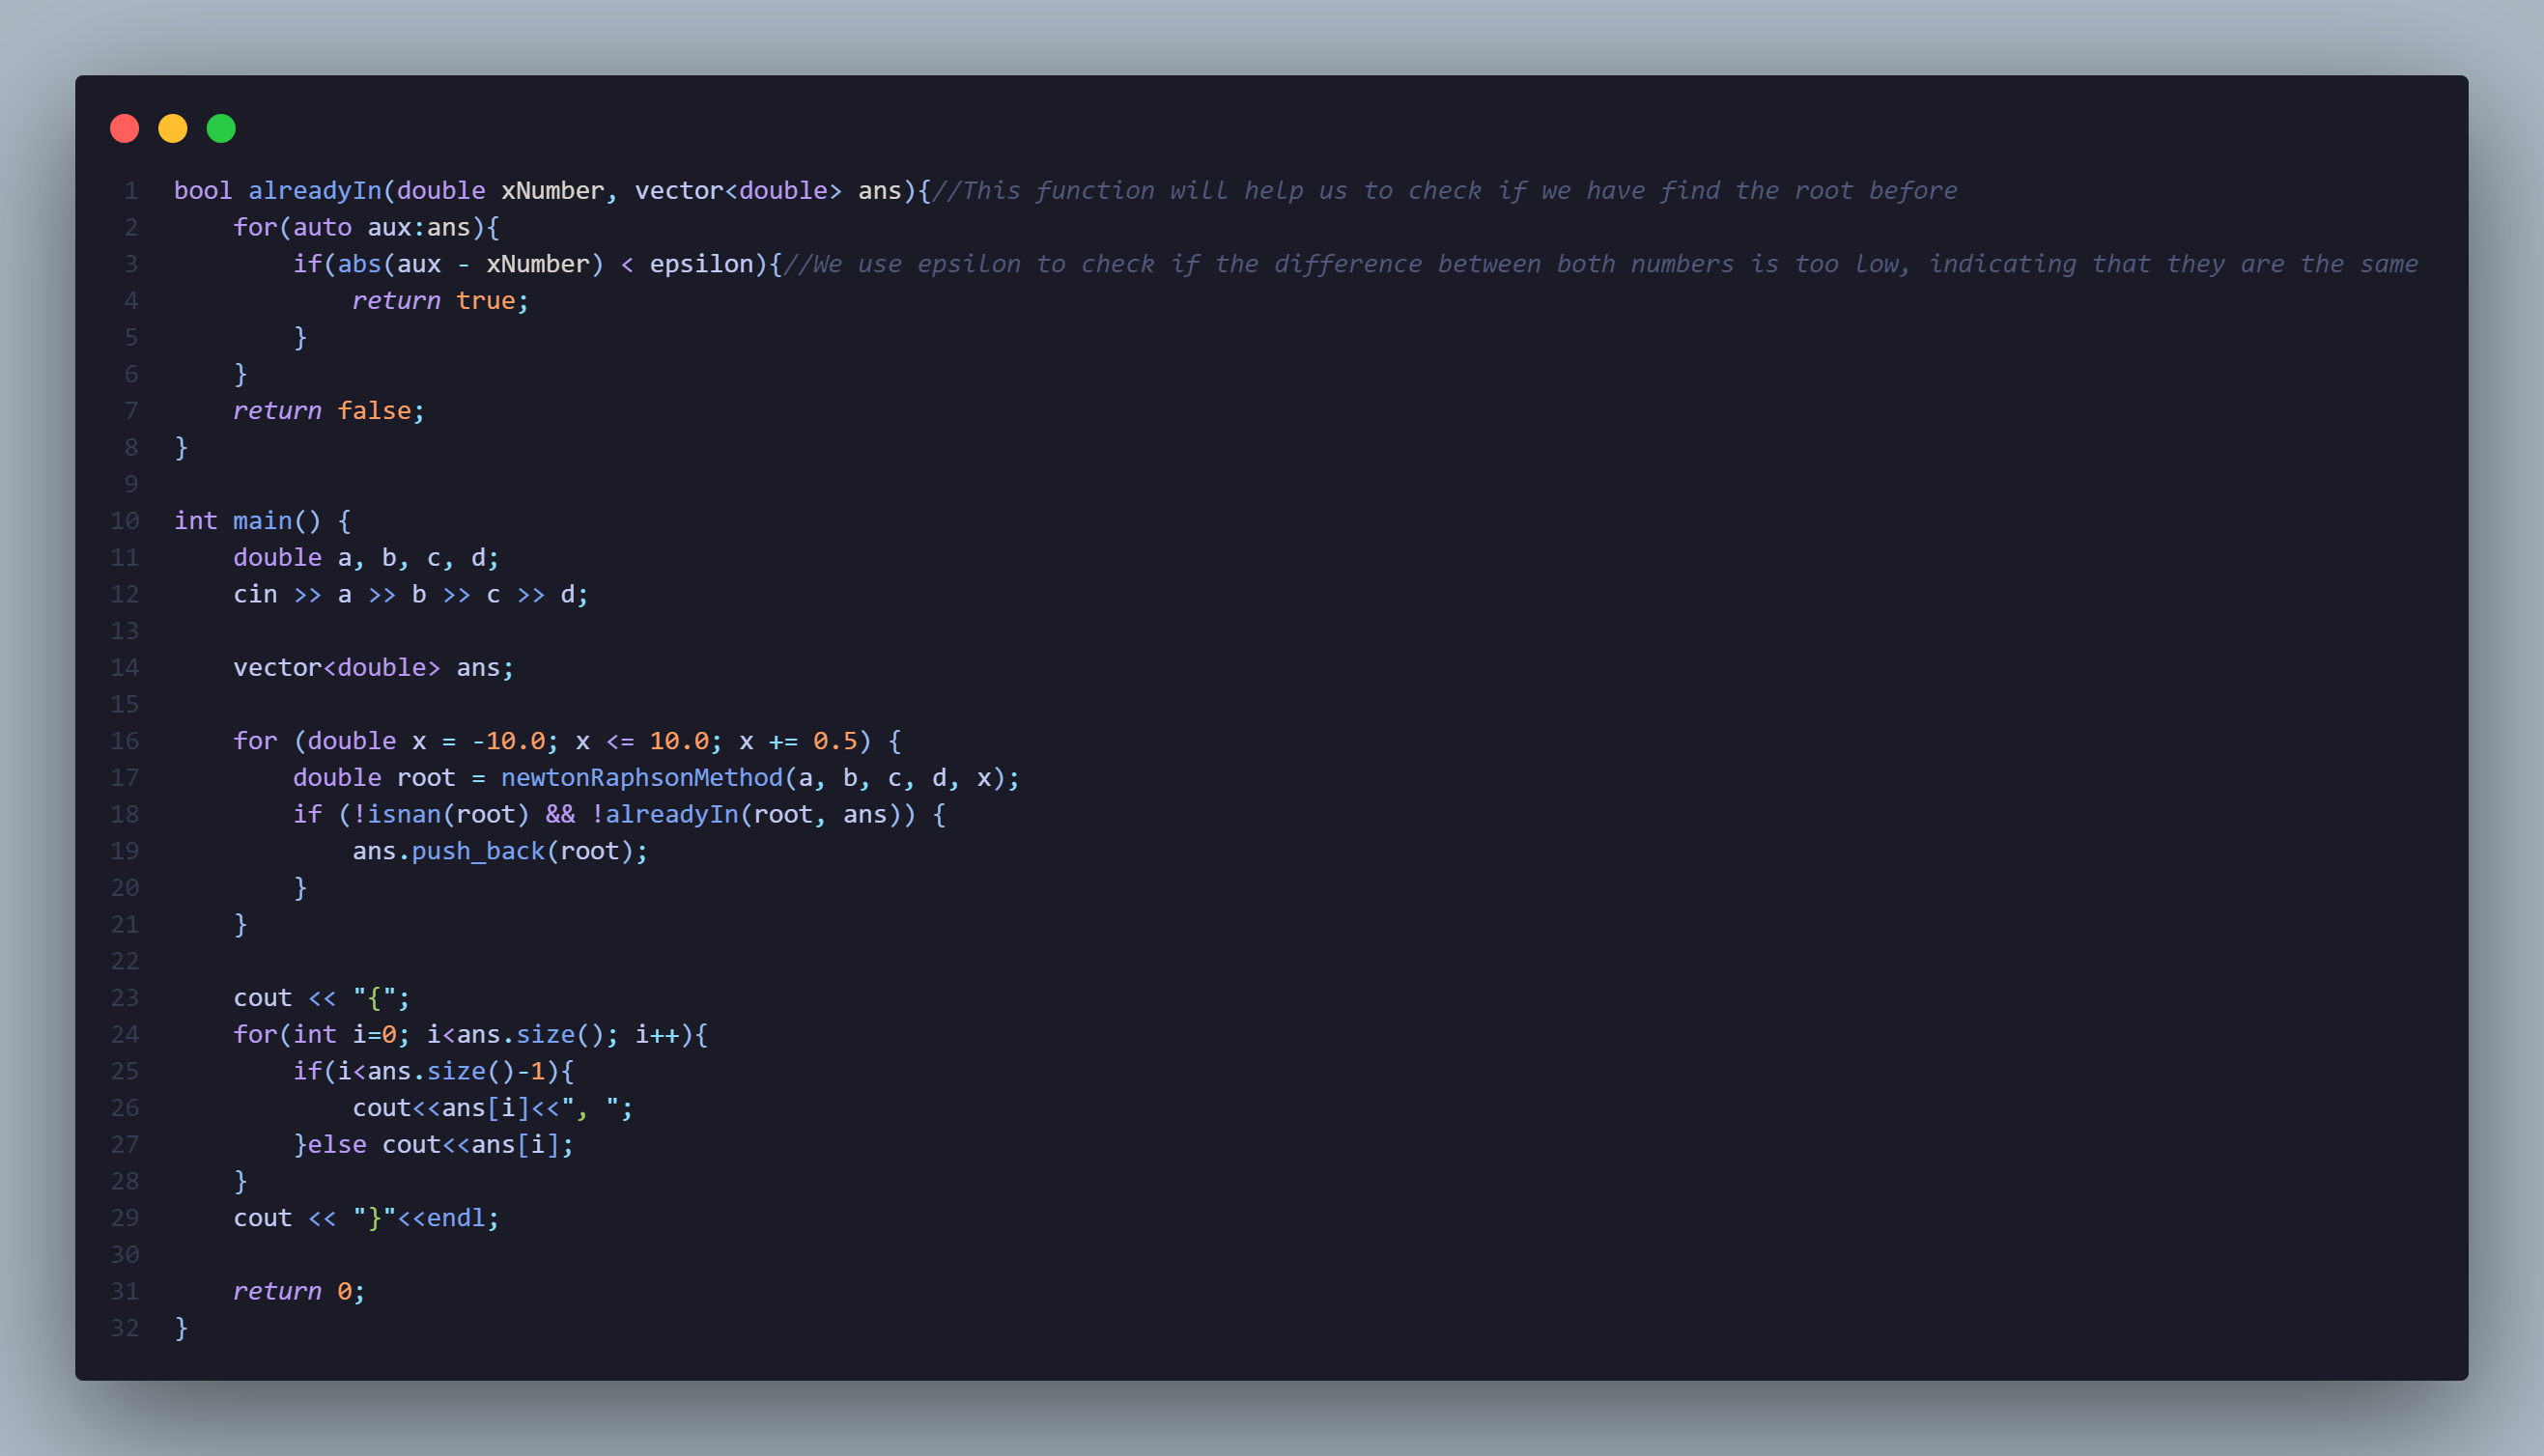 1 bool alreadyIn(double xNumber, vector<double> ans){//This function will help us to check if we have find the root before
2     for(auto aux:ans){
3         if(abs(aux - xNumber) < epsilon){//We use epsilon to check if the difference between both numbers is too low, indicating that they are the same
4             return true;
5         }
6     }
7     return false;
8 }
9
10 int main() {
11     double a, b, c, d;
12     cin >> a >> b >> c >> d;
13
14     vector<double> ans;
15
16     for (double x = -10.0; x <= 10.0; x += 0.5) {
17         double root = newtonRaphsonMethod(a, b, c, d, x);
18         if (!isnan(root) && !alreadyIn(root, ans)) {
19             ans.push_back(root);
20         }
21     }
22
23     cout << "{";
24     for(int i=0; i<ans.size(); i++){
25         if(i<ans.size()-1){
26             cout<<ans[i]<<", ";
27         }else cout<<ans[i];
28     }
29     cout << "}"<<endl;
30
31     return 0;
32 }